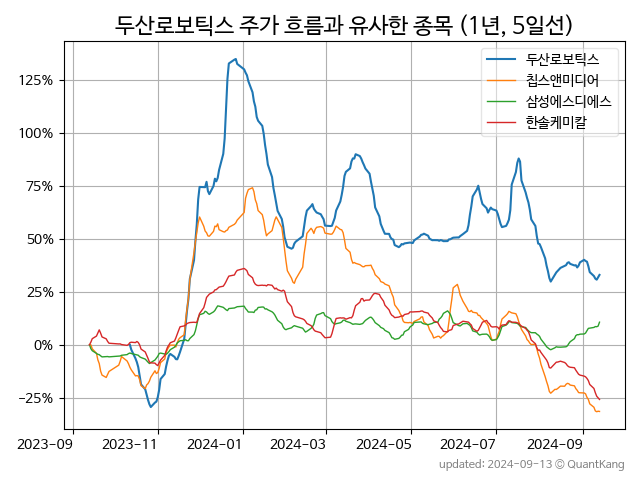 두산로보틱스 주가 흐름과 유사한 종목 (1년, 5일선)
두산로보틱스
칩스앤미디어
삼성에스디에스
한솔케미칼
125%
100%
75%
50%
25%
0%
−25%
2023-09 2023-11 2024-01 2024-03 2024-05 2024-07 2024-09
updated: 2024-09-13 © QuantKang